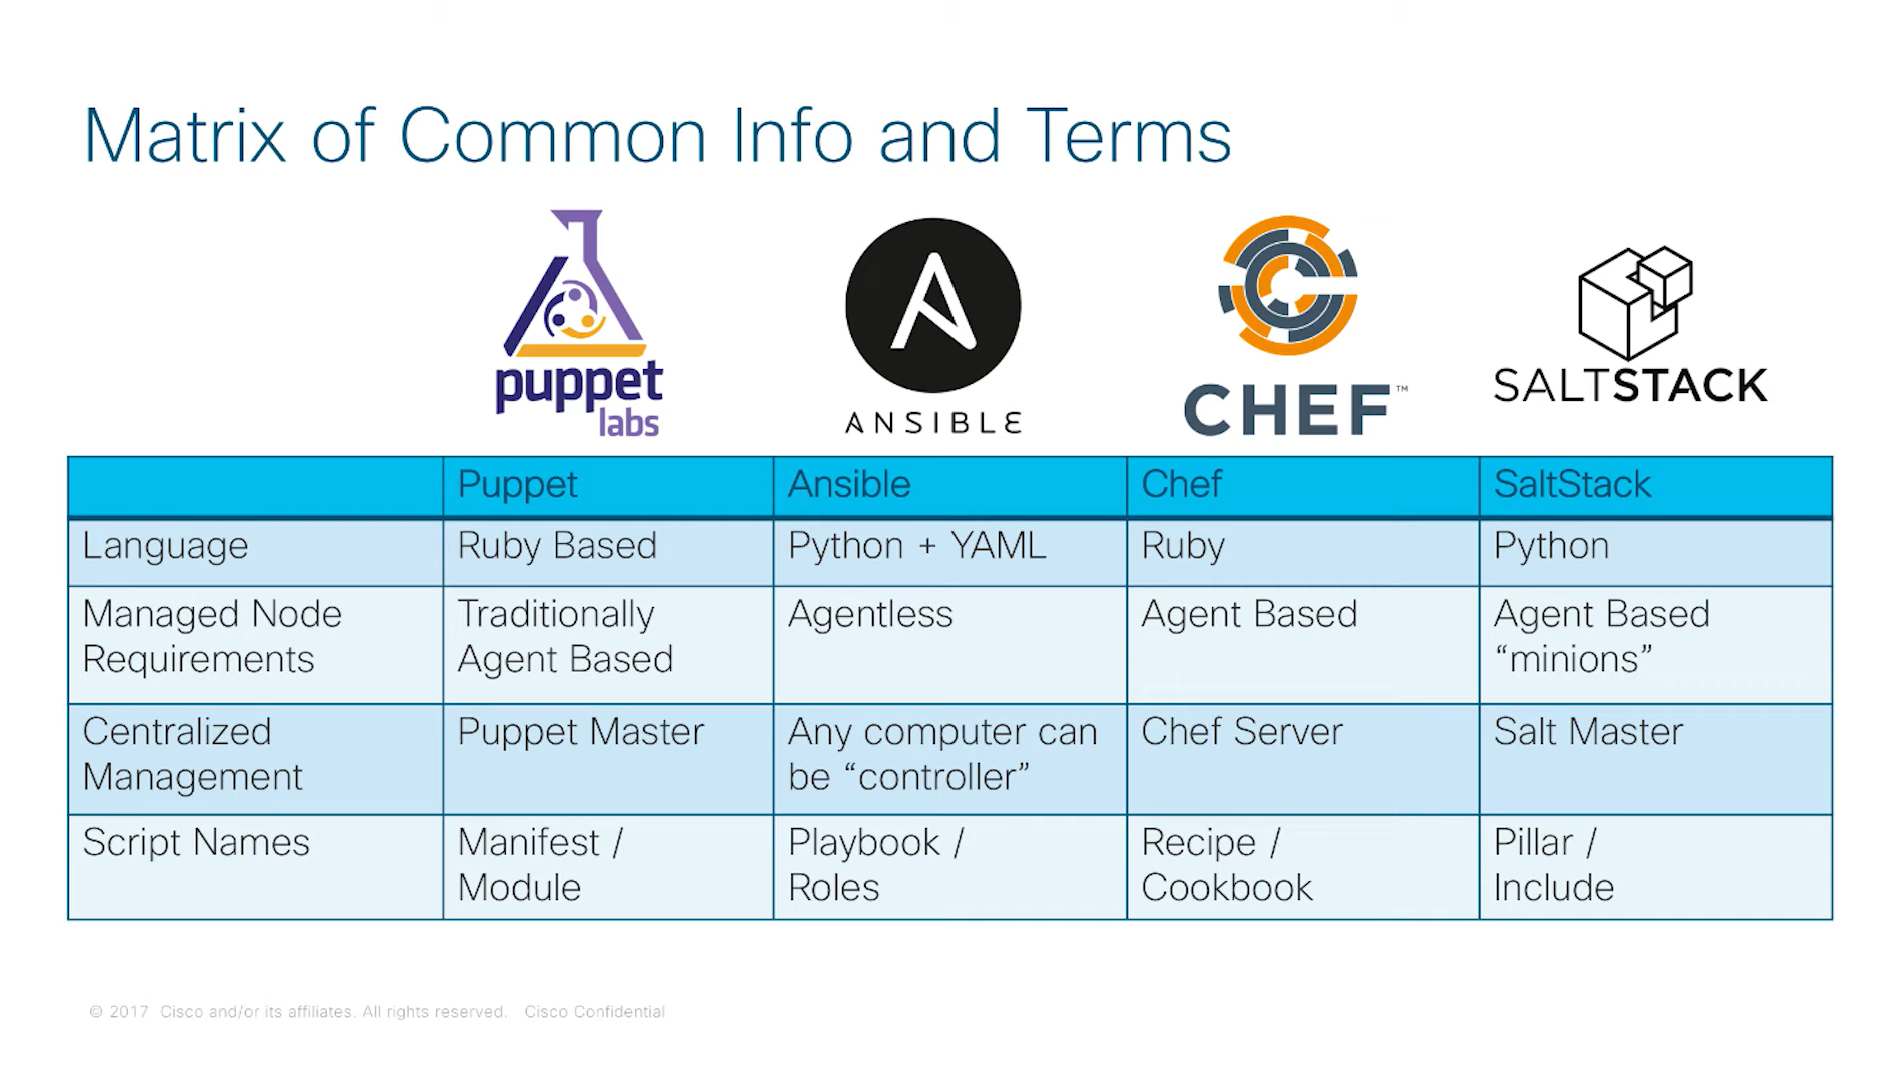 Matrix of Common Info and Terms
puppet
labs
ANSIBLE
CHEF™
SALTSTACK
Puppet Ansible Chef SaltStack
Language Ruby Based Python + YAML Ruby Python
Managed Node Requirements Traditionally Agent Based Agentless Agent Based Agent Based “minions”
Centralized Management Puppet Master Any computer can be “controller” Chef Server Salt Master
Script Names Manifest / Module Playbook / Roles Recipe / Cookbook Pillar / Include
© 2017 Cisco and/or its affiliates. All rights reserved. Cisco Confidential